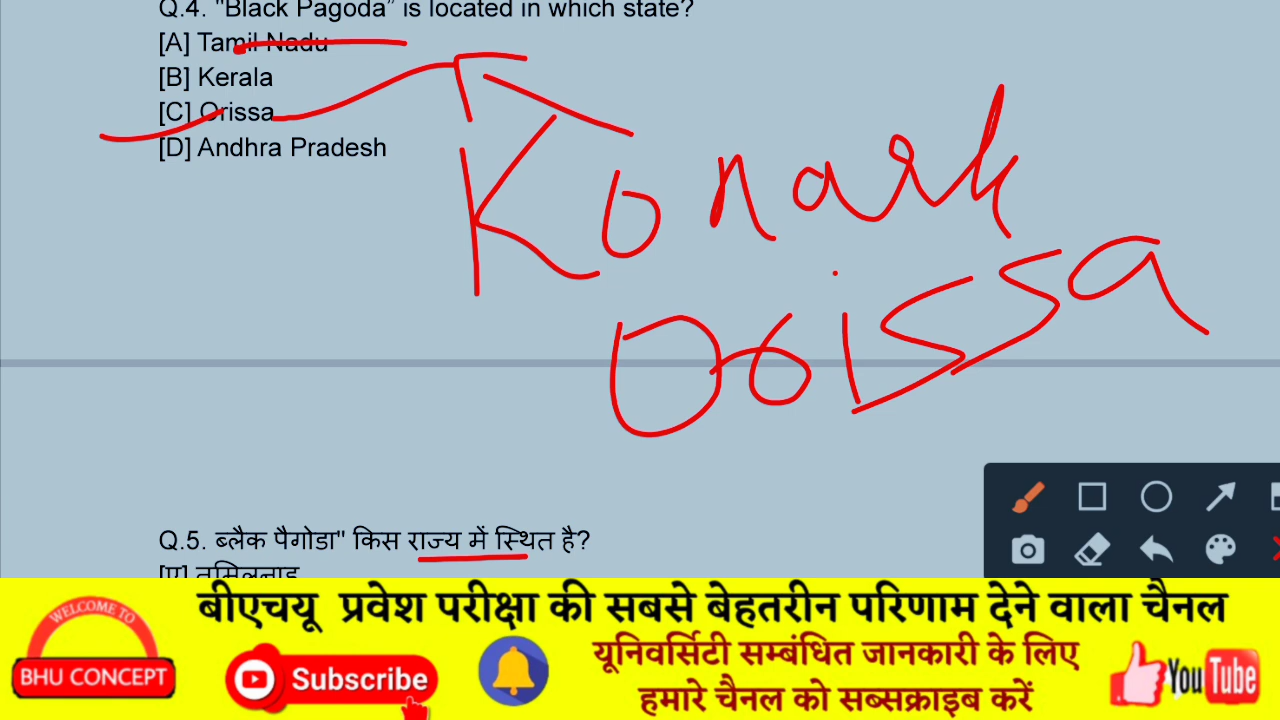 Q.4. "Black Pagoda" is located in which state?
[A] Tamil Nadu
[B] Kerala
[C] Orissa
[D] Andhra Pradesh
Konark
Orissa
Q.5. ब्लैक पैगोडा" किस राज्य में स्थित है?
[ए] तमिलनाडु
बीएचयू प्रवेश परीक्षा की सबसे बेहतरीन परिणाम देने वाला चैनल
WELCOME TO
BHU CONCEPT
Subscribe
यूनिवर्सिटी सम्बंधित जानकारी के लिए
हमारे चैनल को सब्सक्राइब करें
YouTube